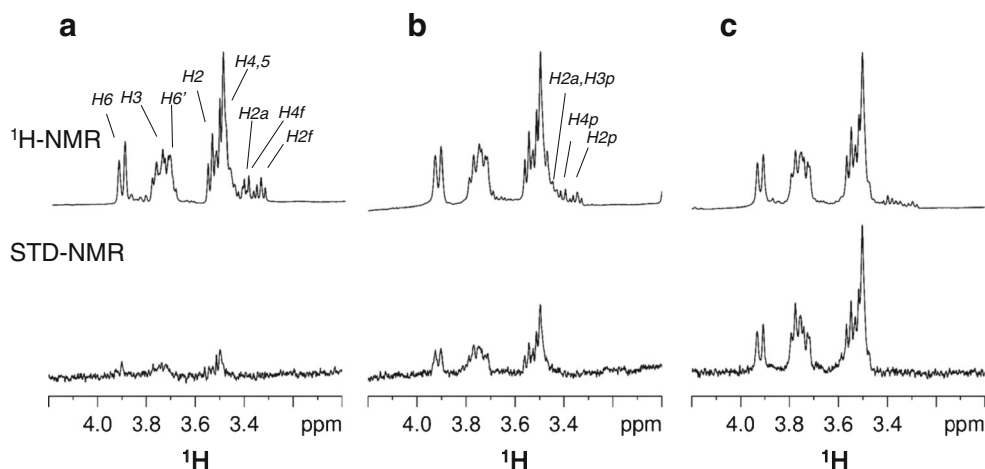 a b c
H2 H4,5
H6 H3 H6’ H2a H4f H2f
H2a,H3p
H4p
H2p
¹H-NMR
STD-NMR
4.0 3.8 3.6 3.4 ppm 4.0 3.8 3.6 3.4 ppm 4.0 3.8 3.6 3.4 ppm
¹H ¹H ¹H